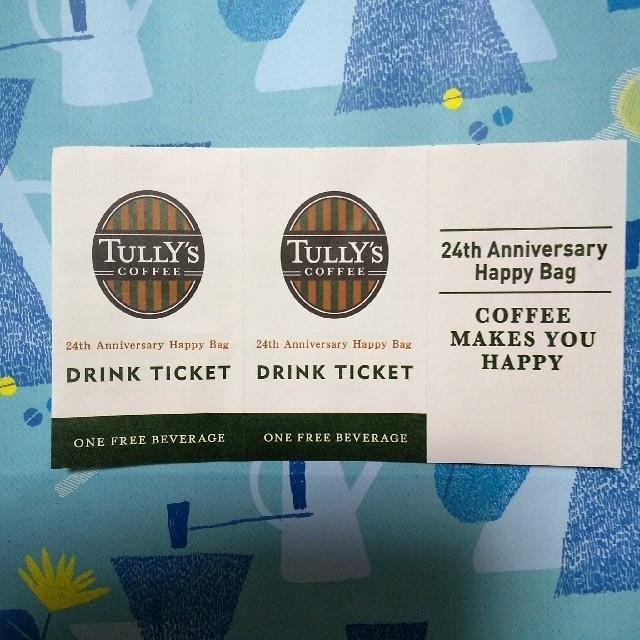 TULLY'S
COFFEE
24th Anniversary Happy Bag
DRINK TICKET
ONE FREE BEVERAGE
TULLY'S
COFFEE
24th Anniversary Happy Bag
DRINK TICKET
ONE FREE BEVERAGE
24th Anniversary
Happy Bag
COFFEE
MAKES YOU
HAPPY